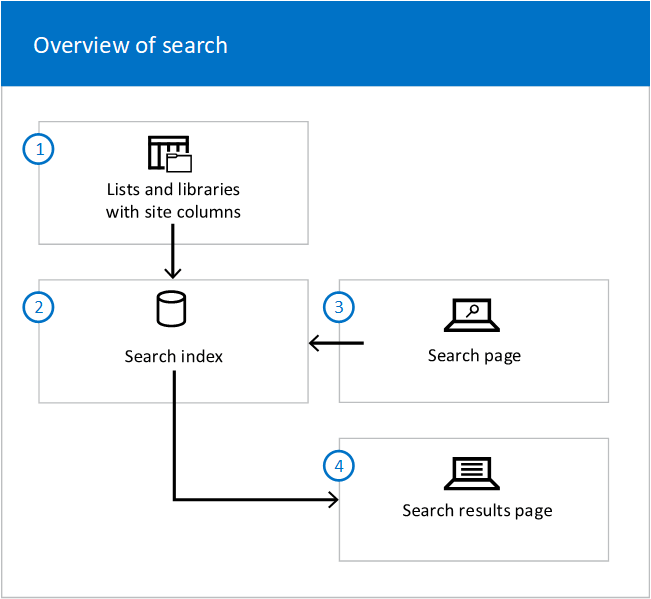 Overview of search
1
Lists and libraries
with site columns
2
Search index
3
Search page
4
Search results page